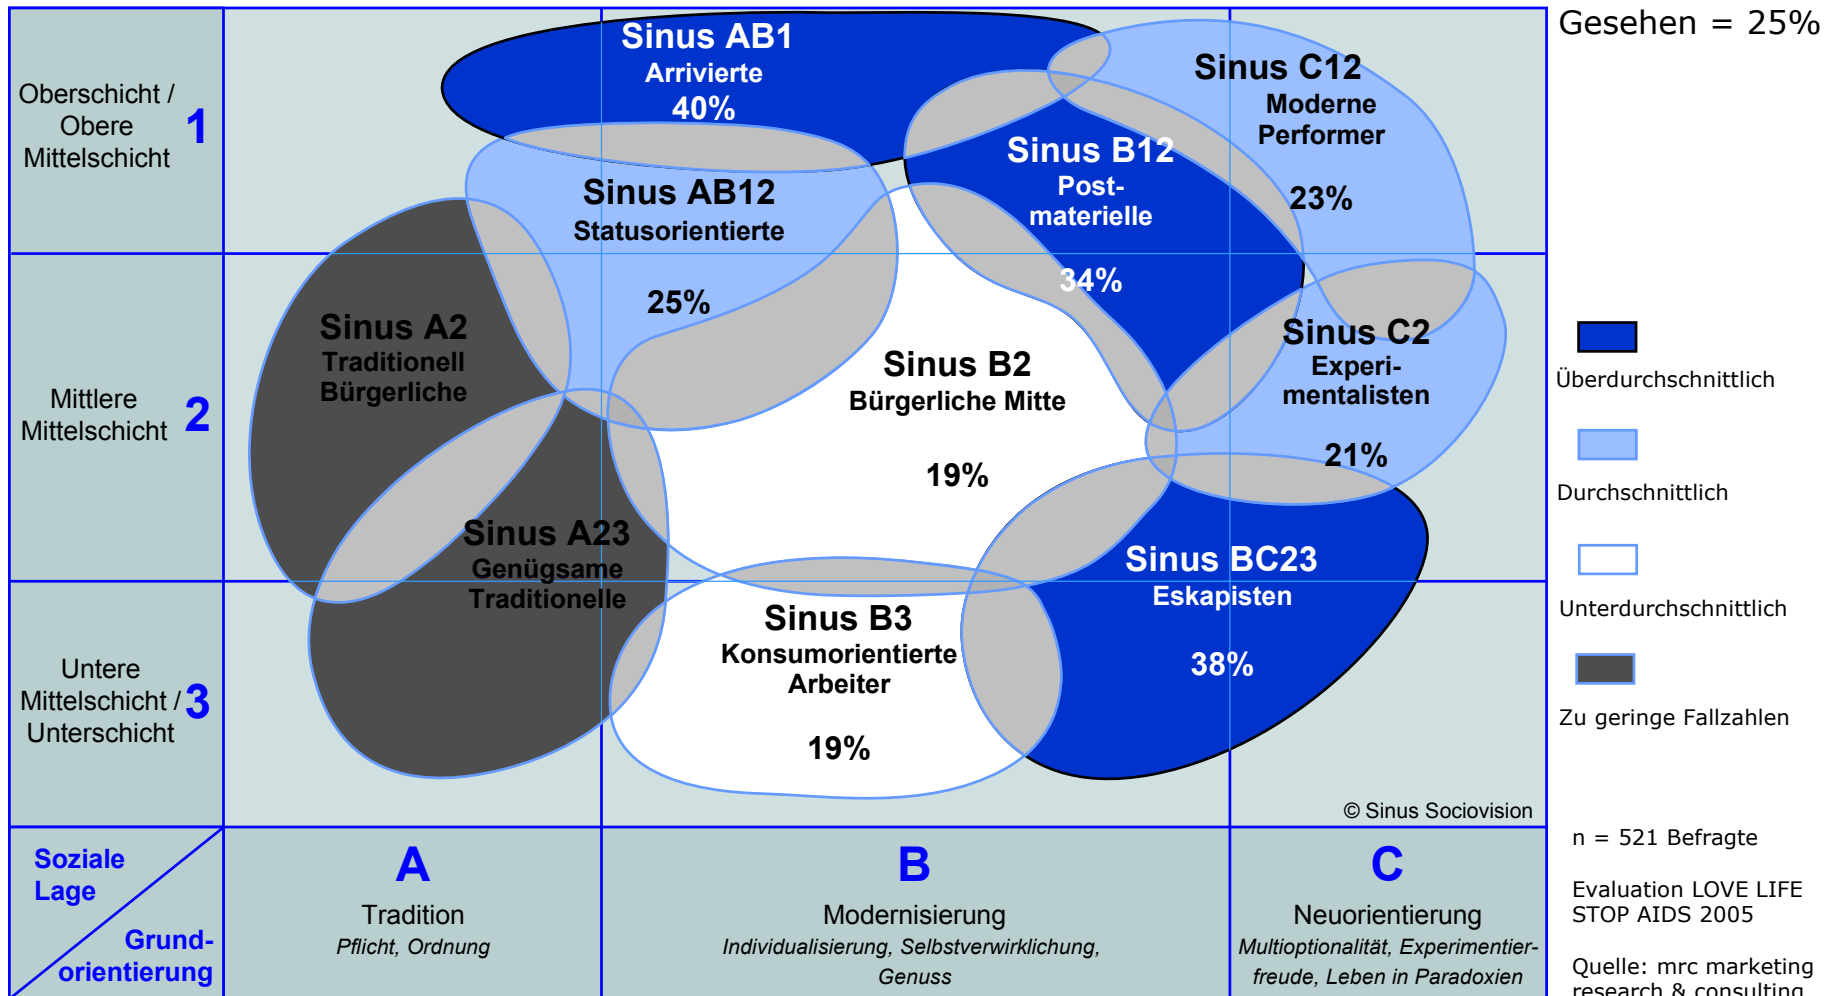 Gesehen = 25%
Oberschicht /
Obere
Mittelschicht
1
Mittlere
Mittelschicht
2
Untere
Mittelschicht /
Unterschicht
3
Sinus AB1
Arrivierte
40%
Sinus C12
Moderne
Performer
23%
Sinus B12
Post-
materielle
34%
Sinus AB12
Statusorientierte
25%
Sinus A2
Traditionell
Bürgerliche
Sinus B2
Bürgerliche Mitte
19%
Sinus C2
Experi-
mentalisten
21%
Sinus A23
Genügsame
Traditionelle
Sinus BC23
Eskapisten
38%
Sinus B3
Konsumorientierte
Arbeiter
19%
© Sinus Sociovision
Überdurchschnittlich
Durchschnittlich
Unterdurchschnittlich
Zu geringe Fallzahlen
Soziale
Lage
Grund-
orientierung
A
Tradition
Pflicht, Ordnung
B
Modernisierung
Individualisierung, Selbstverwirklichung,
Genuss
C
Neuorientierung
Multioptionalität, Experimentier-
freude, Leben in Paradoxien
n = 521 Befragte
Evaluation LOVE LIFE
STOP AIDS 2005
Quelle: mrc marketing
research & consulting